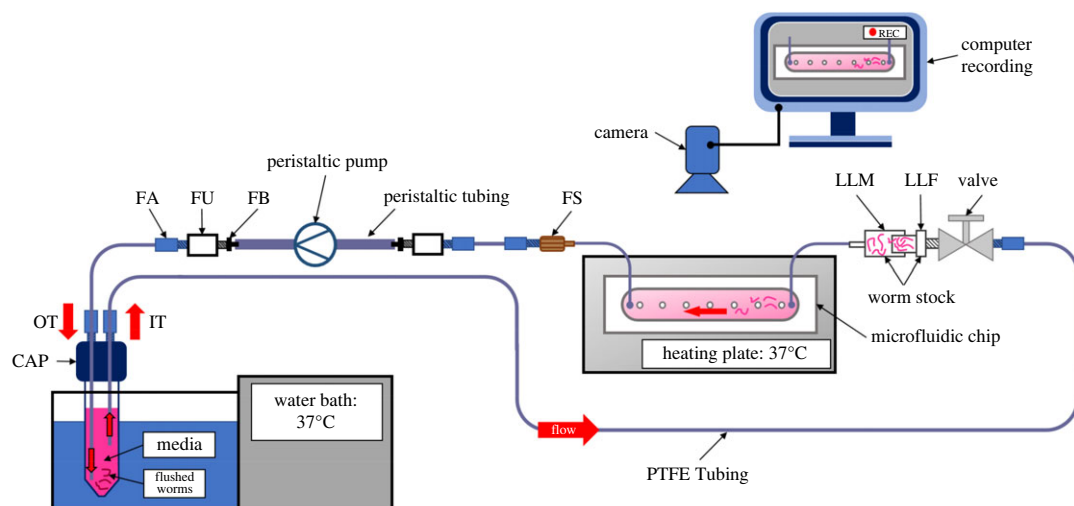 REC
computer
recording
camera
peristaltic pump
peristaltic tubing
FA
FU
FB
FS
LLM
LLF
valve
worm stock
microfluidic chip
heating plate: 37°C
OT
IT
CAP
water bath:
37°C
media
flushed
worms
flow
PTFE Tubing